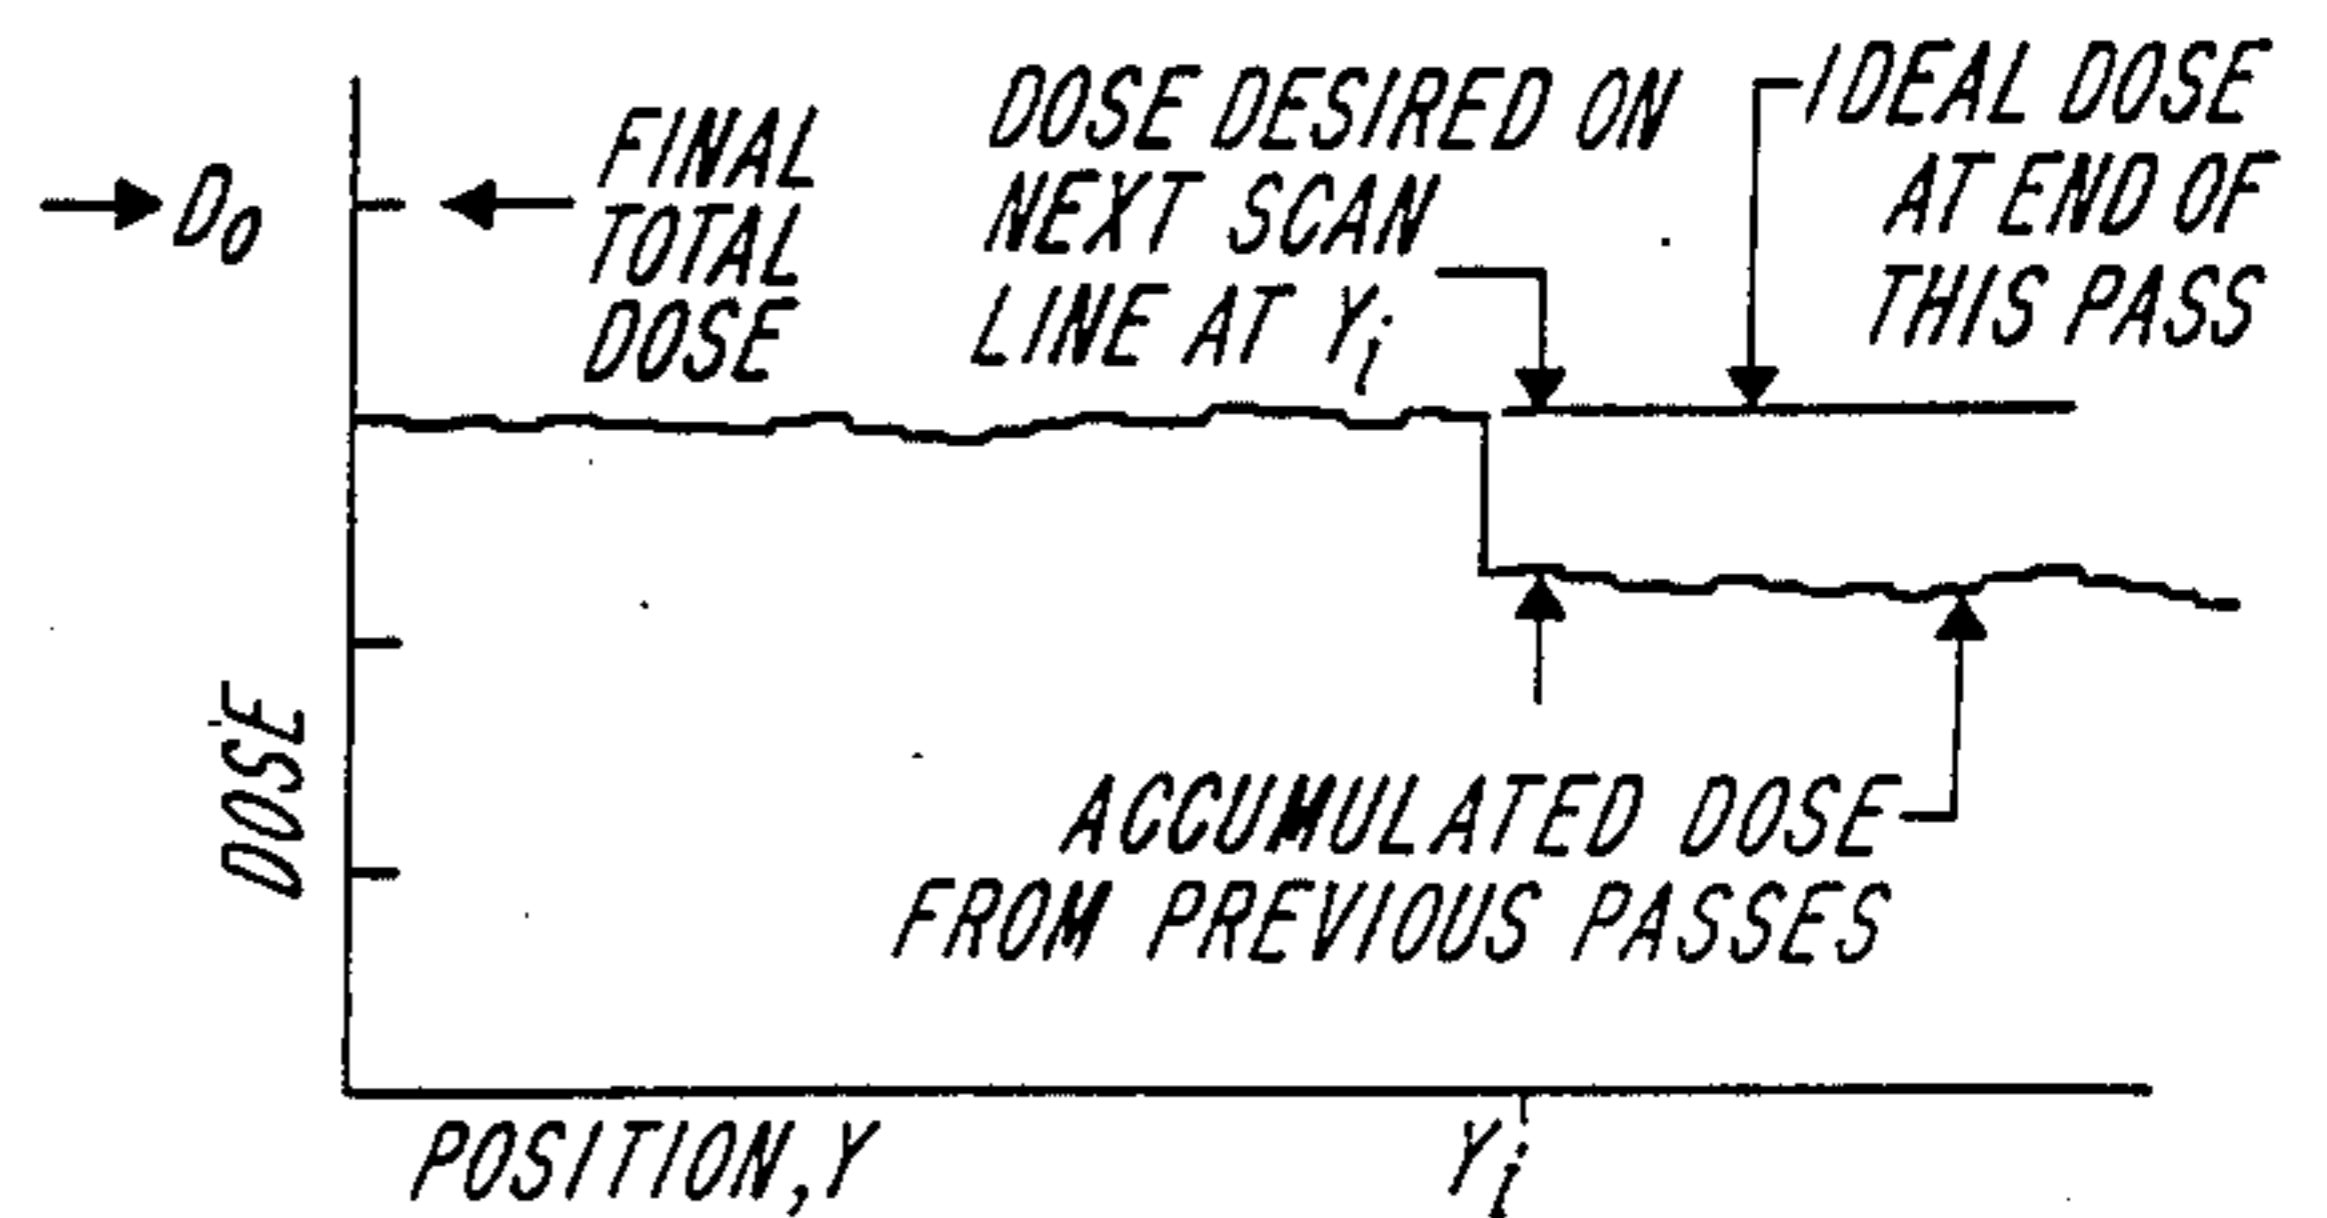 D0
FINAL
TOTAL
DOSE
DOSE DESIRED ON
NEXT SCAN
LINE AT Yi
IDEAL DOSE
AT END OF
THIS PASS
DOSE
ACCUMULATED DOSE
FROM PREVIOUS PASSES
POSITION, Y
Yi